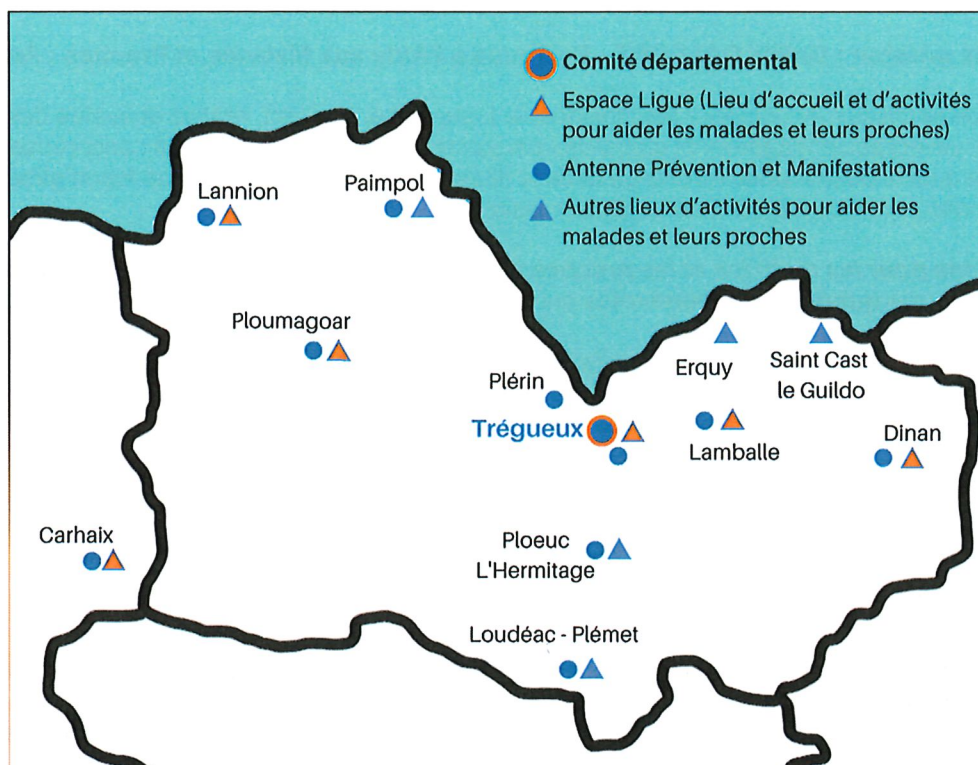 Comité départemental
Espace Ligue (Lieu d'accueil et d'activités
pour aider les malades et leurs proches)
Antenne Prévention et Manifestations
Autres lieux d'activités pour aider les
malades et leurs proches
Lannion
Paimpol
Ploumagoar
Plérin
Erquy
Saint Cast
le Guildo
Trégueux
Lamballe
Dinan
Carhaix
Ploeuc
L'Hermitage
Loudéac - Plémet